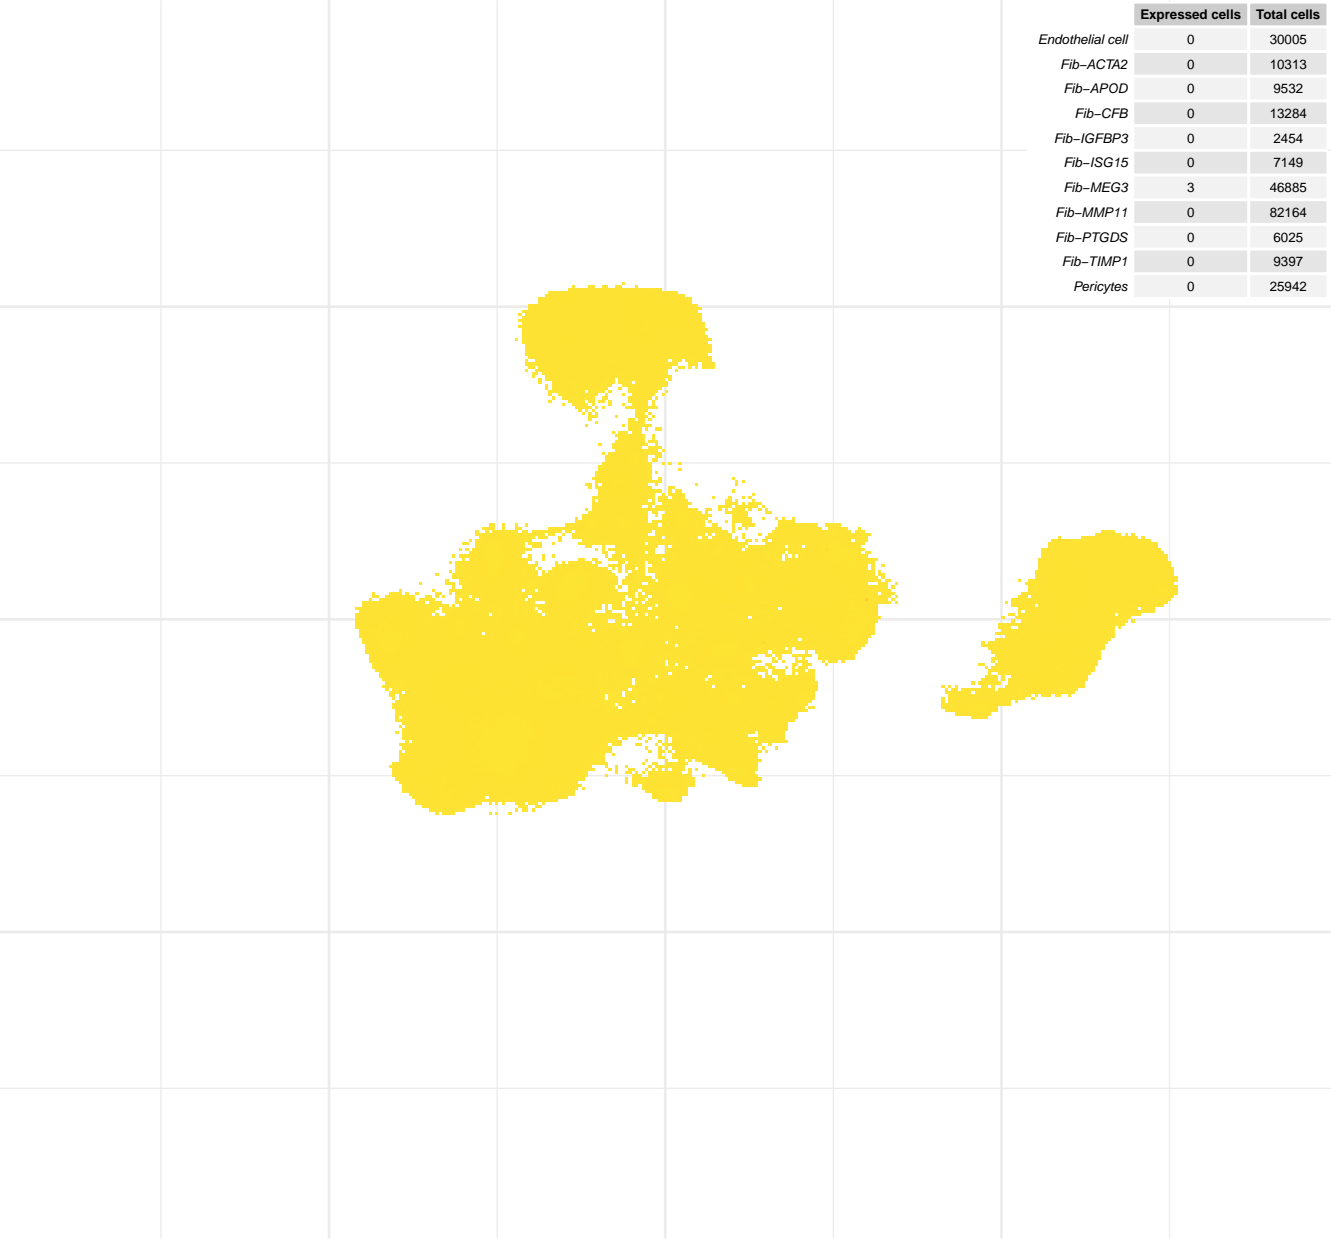 Expressed cells Total cells
Endothelial cell 0 30005
Fib−ACTA2 0 10313
Fib−APOD 0 9532
Fib−CFB 0 13284
Fib−IGFBP3 0 2454
Fib−ISG15 0 7149
Fib−MEG3 3 46885
Fib−MMP11 0 82164
Fib−PTGDS 0 6025
Fib−TIMP1 0 9397
Pericytes 0 25942